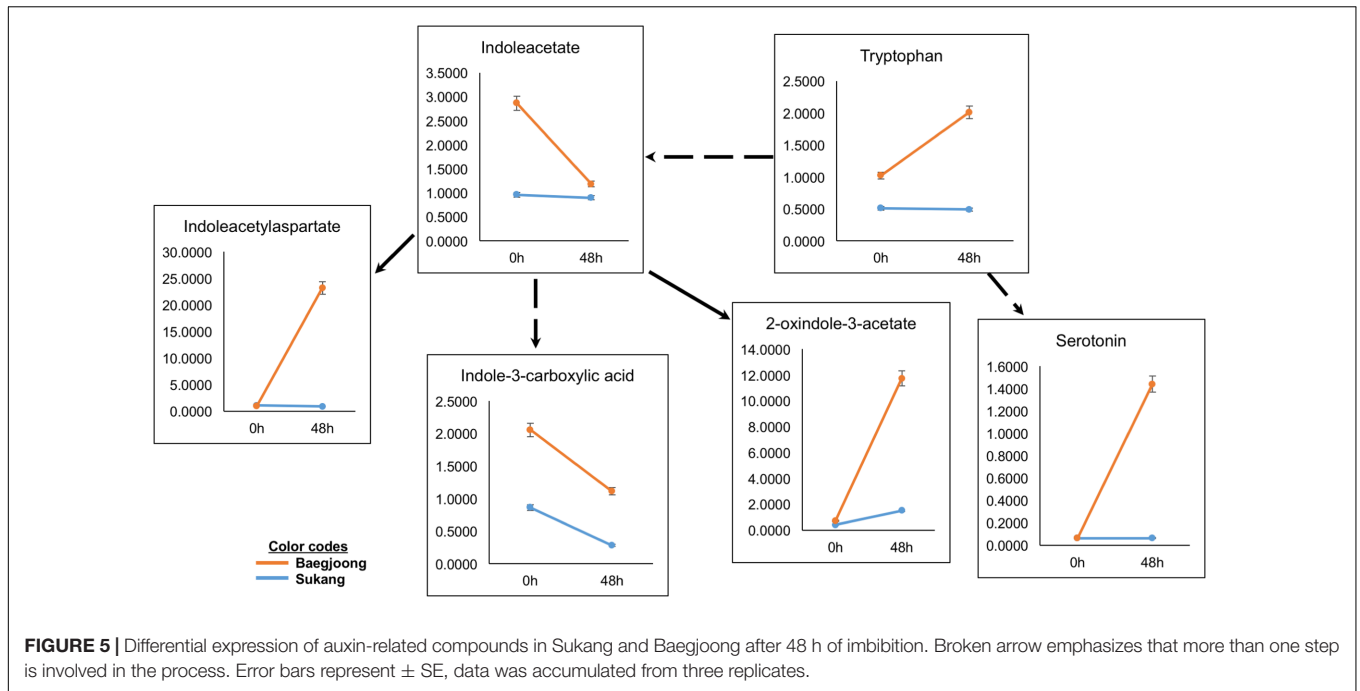 Indoleacetate
3.5000
3.0000
2.5000
2.0000
1.5000
1.0000
0.5000
0.0000
0h 48h
Tryptophan
2.5000
2.0000
1.5000
1.0000
0.5000
0.0000
0h 48h
Indoleacetylaspartate
30.0000
25.0000
20.0000
15.0000
10.0000
5.0000
0.0000
0h 48h
Indole-3-carboxylic acid
2.5000
2.0000
1.5000
1.0000
0.5000
0.0000
0h 48h
2-oxindole-3-acetate
14.0000
12.0000
10.0000
8.0000
6.0000
4.0000
2.0000
0.0000
0h 48h
Serotonin
1.6000
1.4000
1.2000
1.0000
0.8000
0.6000
0.4000
0.2000
0.0000
0h 48h
Color codes
Baegjoong
Sukang
FIGURE 5 | Differential expression of auxin-related compounds in Sukang and Baegjoong after 48 h of imbibition. Broken arrow emphasizes that more than one step
is involved in the process. Error bars represent ± SE, data was accumulated from three replicates.